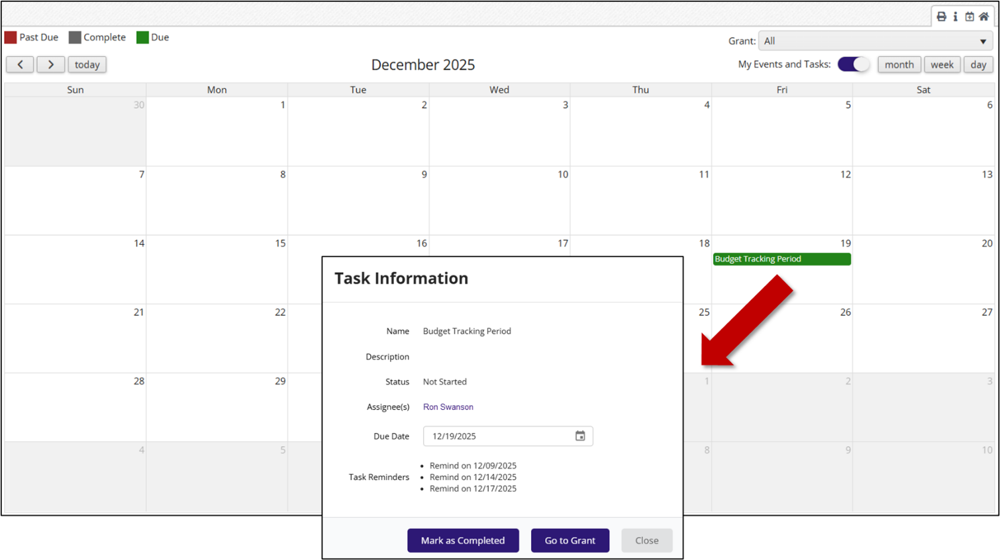 Past Due Complete Due
Grant: All
today
December 2025
My Events and Tasks: month week day
Sun Mon Tue Wed Thu Fri Sat
30 1 2 3 4 5 6
7 8 9 10 11 12 13
14 15 16 17 18 19 20
Budget Tracking Period
21 22 25 26 27
28 29 1 2 3
4 5 8 9 10
Task Information
Name Budget Tracking Period
Description
Status Not Started
Assignee(s) Ron Swanson
Due Date 12/19/2025
Task Reminders
• Remind on 12/09/2025
• Remind on 12/14/2025
• Remind on 12/17/2025
Mark as Completed Go to Grant Close